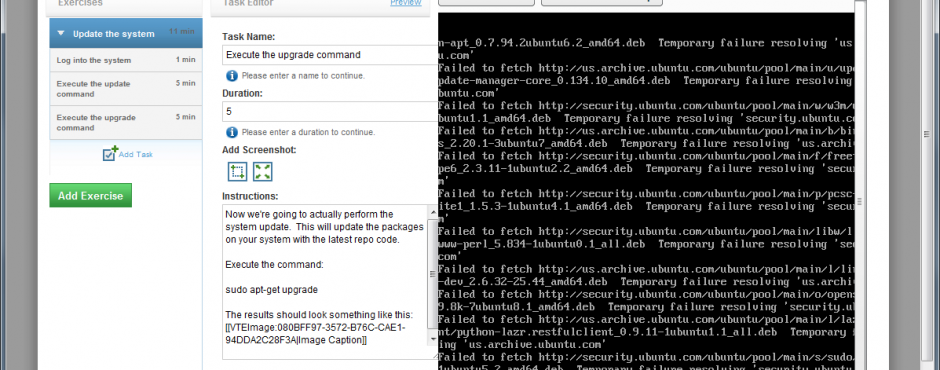 Exercises
Update the system 11 min
Log into the system 1 min
Execute the update 5 min
command
Execute the upgrade 5 min
command
Add Task
Add Exercise
Task Editor Preview
Task Name:
Execute the upgrade command
Please enter a name to continue.
Duration:
5
Please enter a duration to continue.
Add Screenshot:
Instructions:
Now we're going to actually perform the
system update. This will update the packages
on your system with the latest repo code.
Execute the command:
sudo apt-get upgrade
The results should look something like this:
[[VTEImage:080BFF97-3572-B76C-CAE1-
94DDA2C28F3A|Image Caption]]
n-apt_0.7.94.2ubuntu6.2_amd64.deb Temporary failure resolving 'us
u.com'
Failed to fetch http://us.archive.ubuntu.com/ubuntu/pool/main/u/up
pdate-manager-core_0.134.10_amd64.deb Temporary failure resolving
buntu.com'
Failed to fetch http://security.ubuntu.com/ubuntu/pool/main/w/w3m/
buntu1.1_amd64.deb Temporary failure resolving 'security.ubuntu.co
Failed to fetch http://us.archive.ubuntu.com/ubuntu/pool/main/b/bin
s_2.20.1-3ubuntu7_amd64.deb Temporary failure resolving 'us.archi
Failed to fetch http://security.ubuntu.com/ubuntu/pool/main/f/free
pe6_2.3.11-1ubuntu2.2_amd64.deb Temporary failure resolving 'secu
m'
Failed to fetch http://security.ubuntu.com/ubuntu/pool/main/p/pcsc-
ite1_1.5.3-1ubuntu4.1_amd64.deb Temporary failure resolving 'secu
m'
Failed to fetch http://security.ubuntu.com/ubuntu/pool/main/libw/l
www-perl_5.834-1ubuntu0.1_all.deb Temporary failure resolving 'se
com'
Failed to fetch http://us.archive.ubuntu.com/ubuntu/pool/main/l/li
-dev_2.6.32-25.44_amd64.deb Temporary failure resolving 'us.archi
Failed to fetch http://security.ubuntu.com/ubuntu/pool/main/o/opens
9.8k-7ubuntu8.1_amd64.deb Temporary failure resolving 'security.u
Failed to fetch http://us.archive.ubuntu.com/ubuntu/pool/main/l/laz
nt/python-lazr.restfulclient_0.9.11-1ubuntu1.1_all.deb Temporary f
ing 'us.archive.ubuntu.com'
Failed to fetch http://security.ubuntu.com/ubuntu/pool/main/s/sudo
1ubuntu5.2_amd64.deb Temporary failure resolving 'security.ubuntu